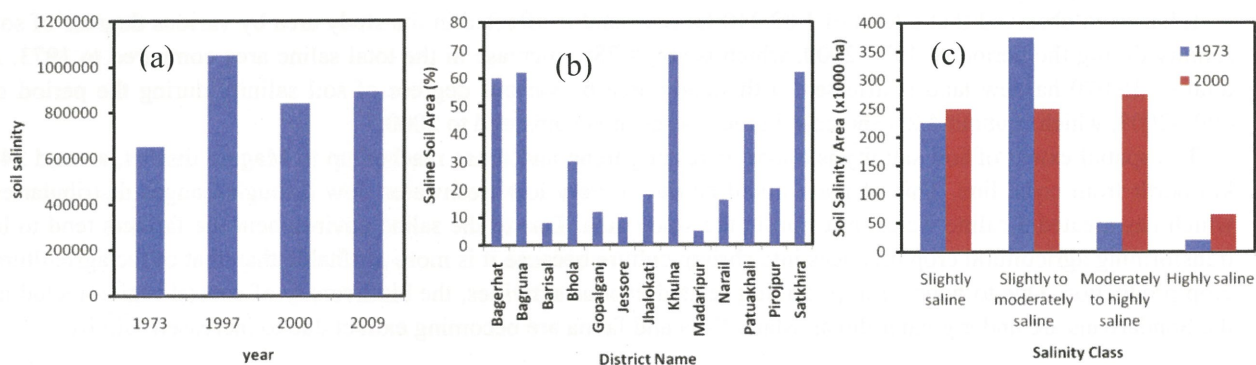 (a)
soil salinity
1200000
1000000
800000
600000
400000
200000
0
1973
1997
2000
2009
year
(b)
Saline Soil Area (%)
80
70
60
50
40
30
20
10
0
Bagerhat
Bagruna
Barisal
Bhola
Gopalganj
Jessore
Jhalokati
Khulna
Madaripur
Narail
Patuakhali
Pirojpur
Satkhira
District Name
(c)
Soil Salinity Area (x1000 ha)
400
350
300
250
200
150
100
50
0
1973
2000
Slightly
saline
Slightly to
moderately
saline
Moderately
to highly
saline
Highly saline
Salinity Class